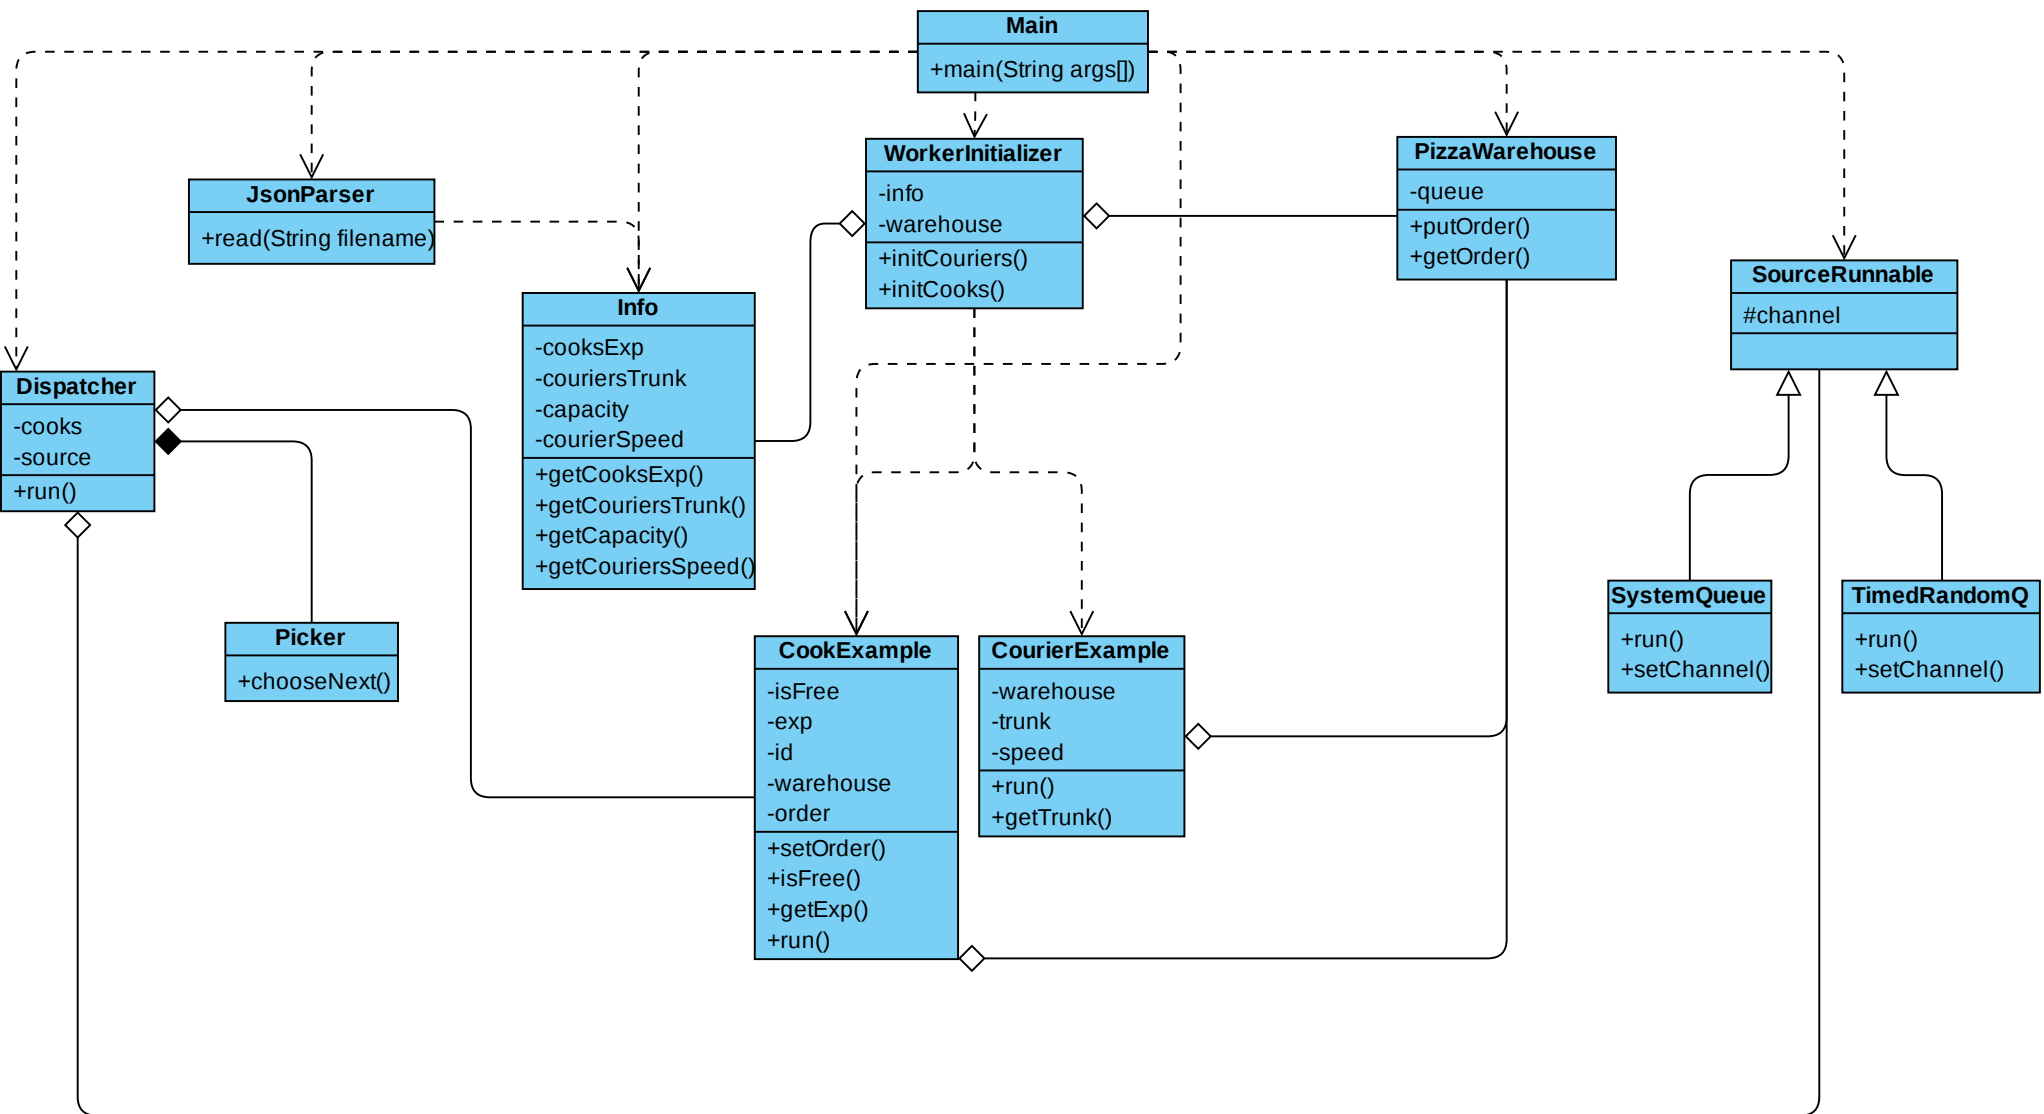 Main
+main(String args[])
JsonParser
+read(String filename)
WorkerInitializer
-info
-warehouse
+initCouriers()
+initCooks()
PizzaWarehouse
-queue
+putOrder()
+getOrder()
SourceRunnable
#channel
Info
-cooksExp
-couriersTrunk
-capacity
-courierSpeed
+getCooksExp()
+getCouriersTrunk()
+getCapacity()
+getCouriersSpeed()
Dispatcher
-cooks
-source
+run()
Picker
+chooseNext()
CookExample
-isFree
-exp
-id
-warehouse
-order
+setOrder()
+isFree()
+getExp()
+run()
CourierExample
-warehouse
-trunk
-speed
+run()
+getTrunk()
SystemQueue
+run()
+setChannel()
TimedRandomQ
+run()
+setChannel()